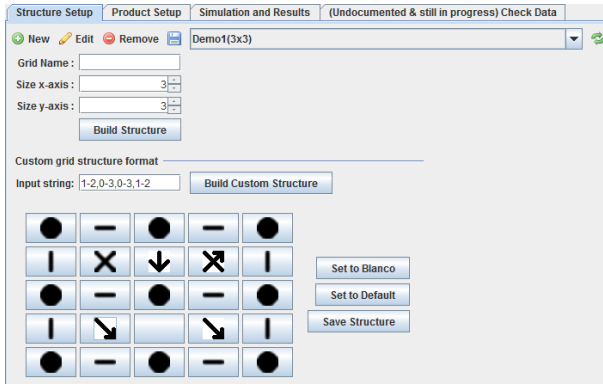 Structure Setup Product Setup Simulation and Results (Undocumented & still in progress) Check Data
New Edit Remove Demo1(3x3)
Grid Name :
Size x-axis : 3
Size y-axis : 3
Build Structure
Custom grid structure format
Input string: 1-2,0-3,0-3,1-2 Build Custom Structure
Set to Blanco
Set to Default
Save Structure